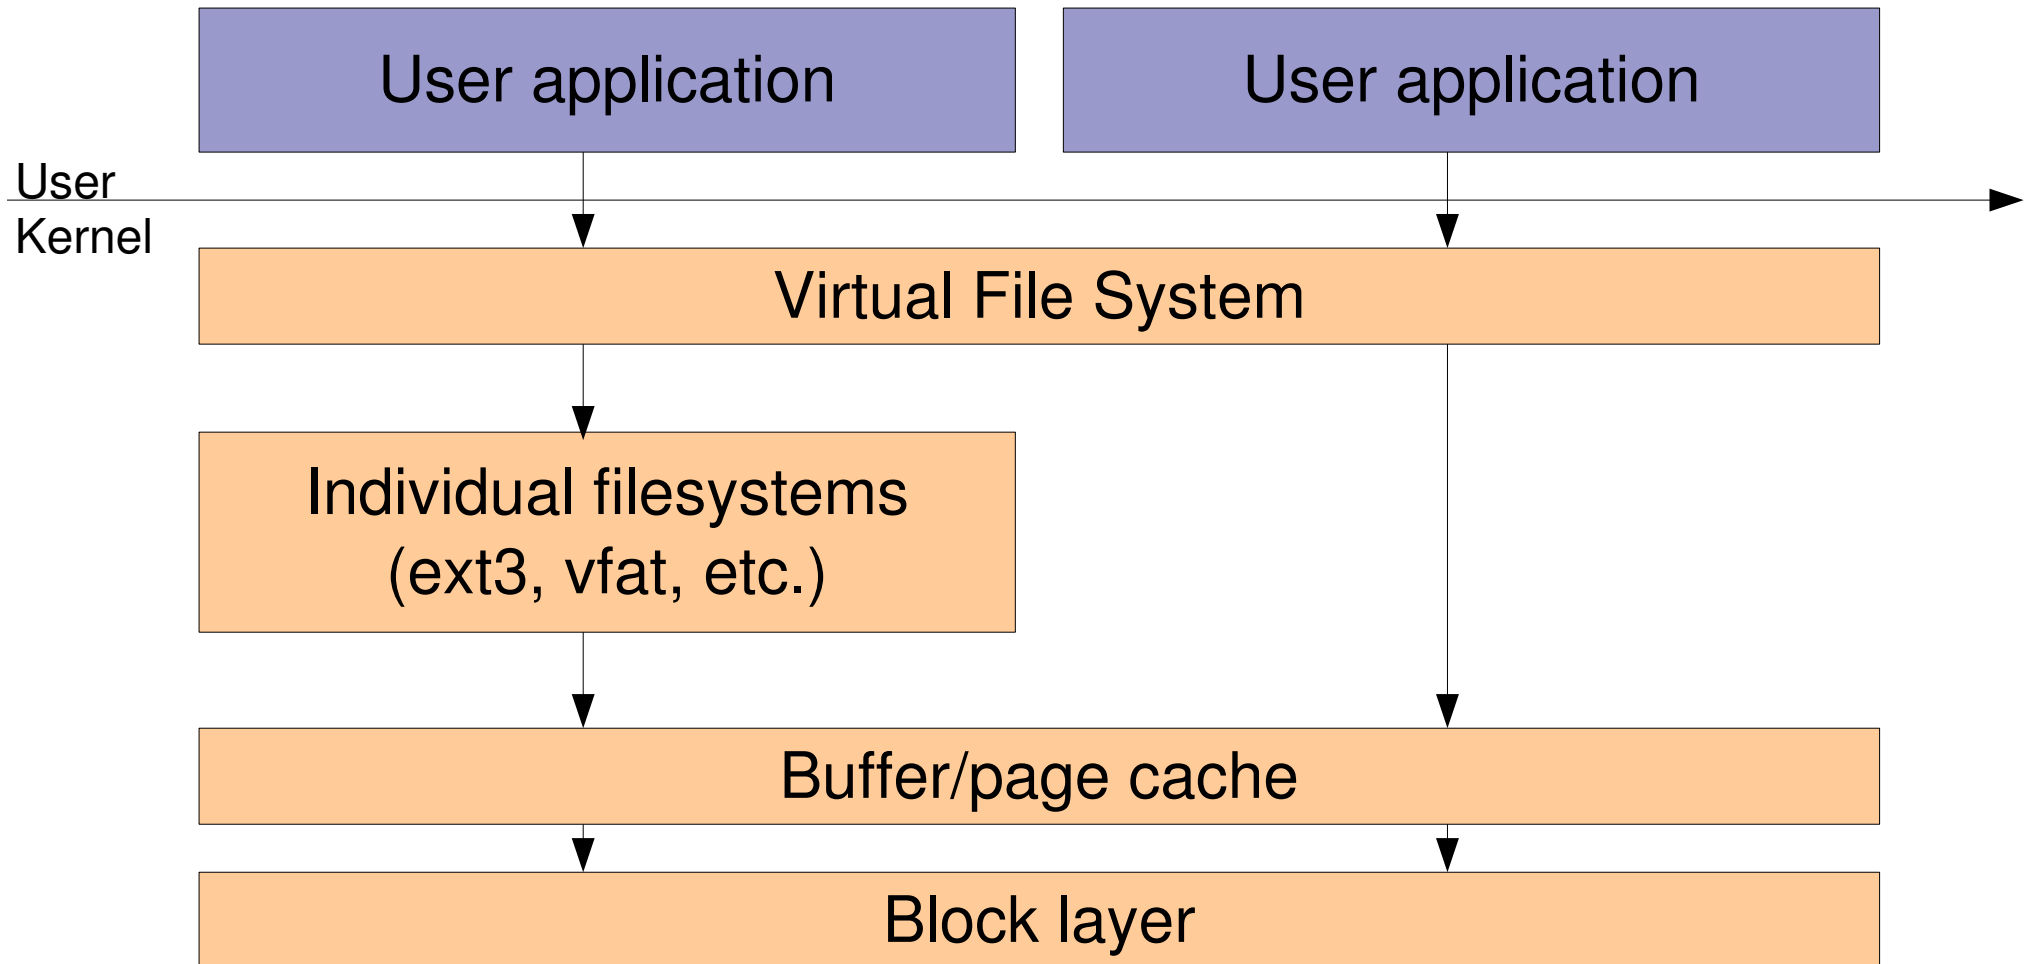 User application
User application
User
Kernel
Virtual File System
Individual filesystems
(ext3, vfat, etc.)
Buffer/page cache
Block layer